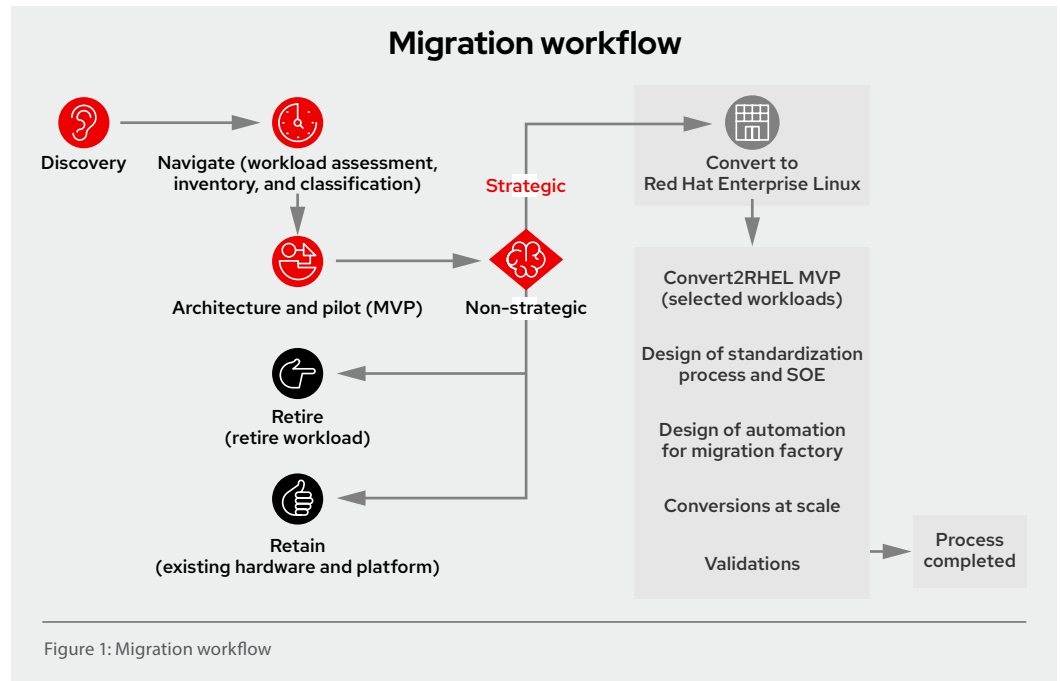 Migration workflow
Discovery
Navigate (workload assessment,
inventory, and classification)
Strategic
Convert to
Red Hat Enterprise Linux
Architecture and pilot (MVP)
Non-strategic
Retire
(retire workload)
Retain
(existing hardware and platform)
Convert2RHEL MVP
(selected workloads)
Design of standardization
process and SOE
Design of automation
for migration factory
Conversions at scale
Validations
Process
completed
Figure 1: Migration workflow